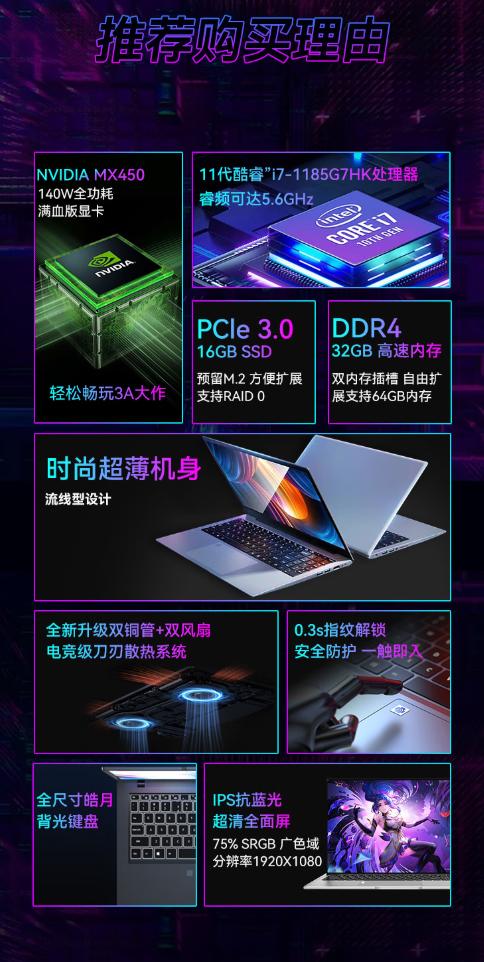 推荐购买理由
NVIDIA MX450
140W全功耗
满血版显卡
NVIDIA
轻松畅玩3A大作
11代酷睿”i7-1185G7HK处理器
睿频可达5.6GHz
intel
CORE i7
10TH GEN
PCIe 3.0
16GB SSD
预留M.2 方便扩展
支持RAID 0
DDR4
32GB 高速内存
双内存插槽 自由扩
展支持64GB内存
时尚超薄机身
流线型设计
全新升级双铜管+双风扇
电竞级刀刃散热系统
0.3s指纹解锁
安全防护 一触即入
全尺寸皓月
背光键盘
IPS抗蓝光
超清全面屏
75% SRGB 广色域
分辨率1920X1080